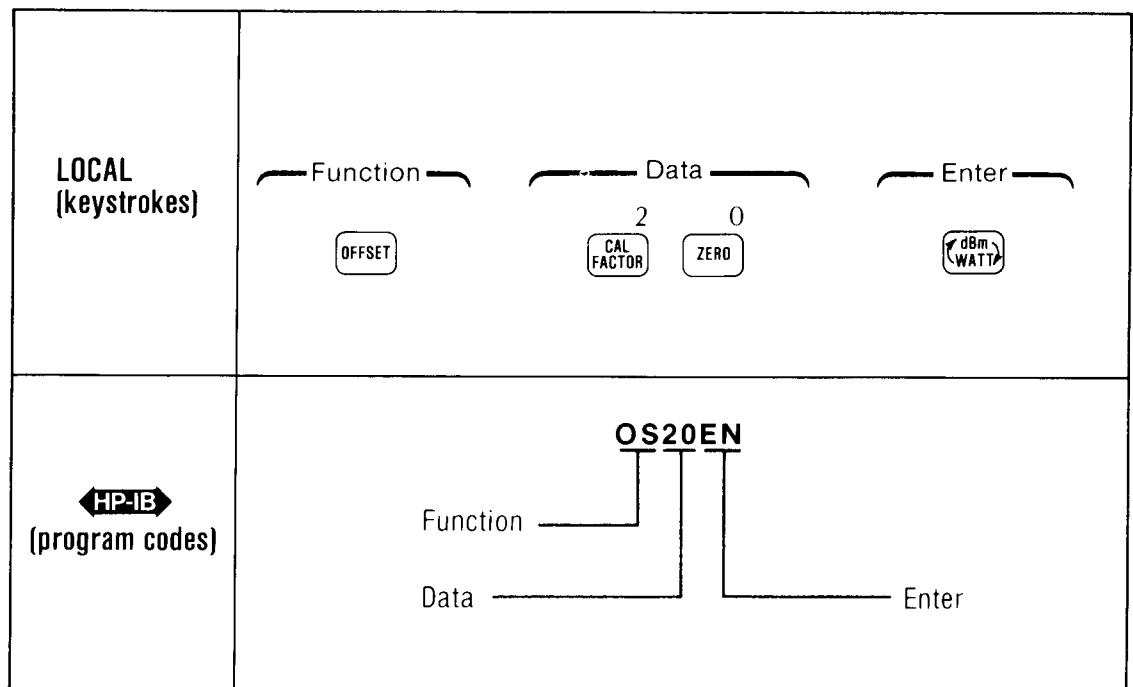 LOCAL
(keystrokes)
Function Data Enter
2 0
OFFSET
CAL
FACTOR
ZERO
dBm
WATT
HP-IB
(program codes)
OS20EN
Function
Data Enter